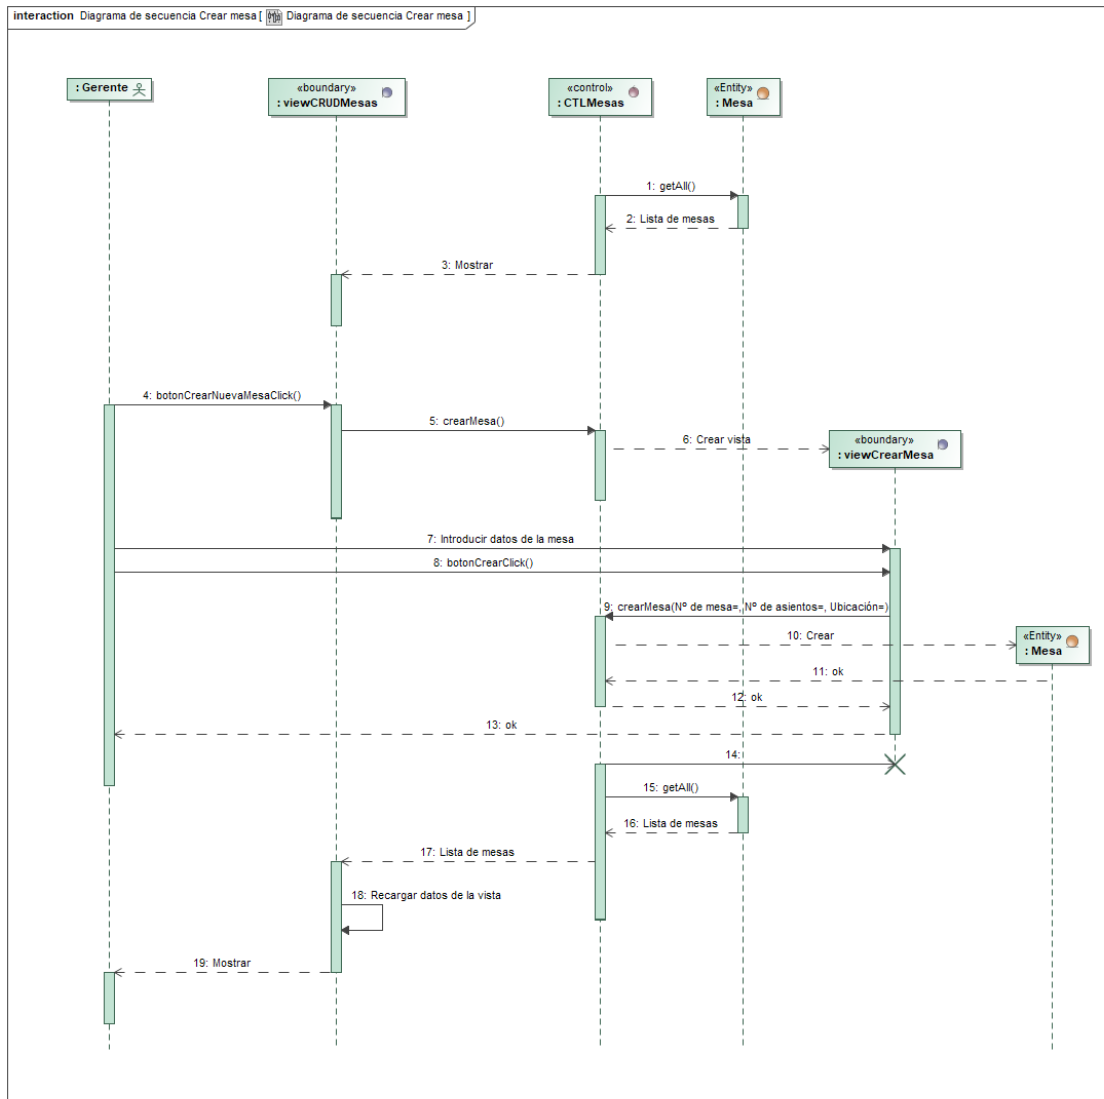 interaction Diagrama de secuencia Crear mesa [ Diagrama de secuencia Crear mesa ]
: Gerente
«boundary»
: viewCRUDMesas
«control»
: CTLMesas
«Entity»
: Mesa
1: getAll()
2: Lista de mesas
3: Mostrar
4: botonCrearNuevaMesaClick()
5: crearMesa()
6: Crear vista
«boundary»
: viewCrearMesa
7: Introducir datos de la mesa
8: botonCrearClick()
9: crearMesa(Nº de mesa=, Nº de asientos=, Ubicación=)
10: Crear
«Entity»
: Mesa
11: ok
12: ok
13: ok
14:
15: getAll()
16: Lista de mesas
17: Lista de mesas
18: Recargar datos de la vista
19: Mostrar